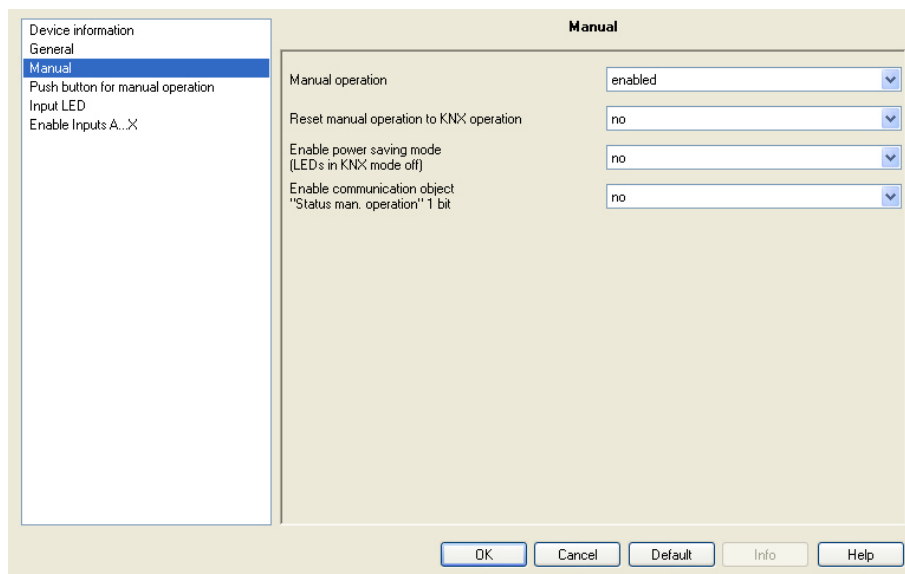 Manual
Device information
General
Manual
Push button for manual operation
Input LED
Enable Inputs A...X
Manual operation
enabled
Reset manual operation to KNX operation
no
Enable power saving mode
(LEDs in KNX mode off)
no
Enable communication object
"Status man. operation" 1 bit
no
OK
Cancel
Default
Info
Help